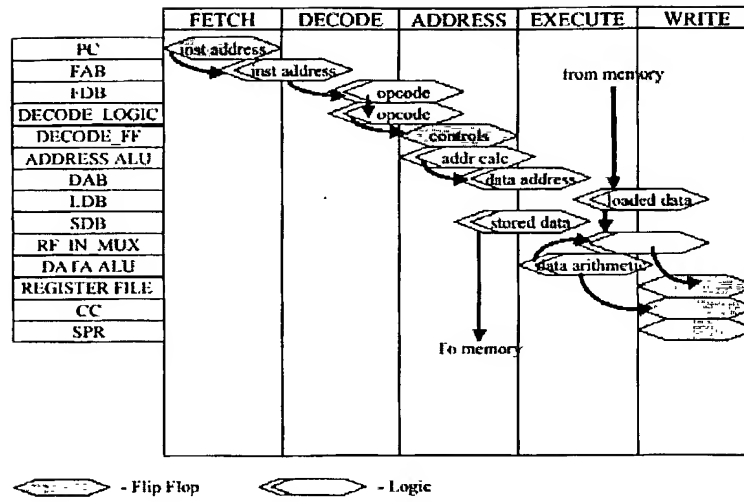 FETCH DECODE ADDRESS EXECUTE WRITE
PC inst address
FAB inst address from memory
FDB opcode
DECODE_LOGIC opcode
DECODE_FF controls
ADDRESS ALU addr calc
DAB data address
LDB loaded data
SDB stored data
RF_IN_MUX
DATA ALU data arithmetic
REGISTER FILE
CC
SPR
To memory
- Flip Flop - Logic